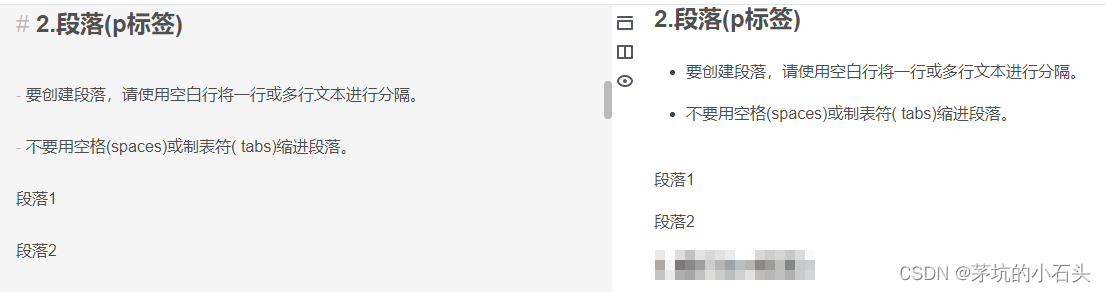 # 2.段落(p标签)
- 要创建段落，请使用空白行将一行或多行文本进行分隔。
- 不要用空格(spaces)或制表符( tabs)缩进段落。
段落1
段落2
2.段落(p标签)
• 要创建段落，请使用空白行将一行或多行文本进行分隔。
• 不要用空格(spaces)或制表符( tabs)缩进段落。
段落1
段落2
CSDN @茅坑的小石头